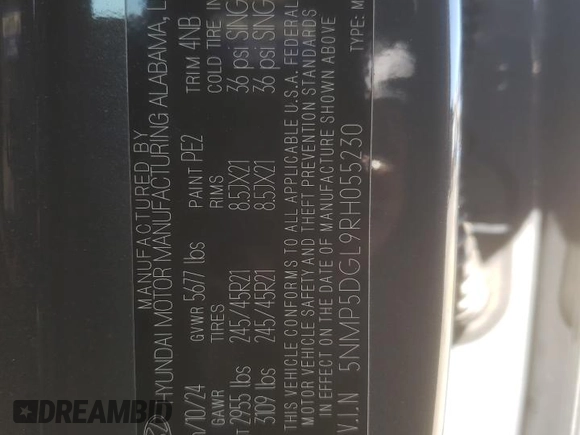 MANUFACTURED BY
HYUNDAI MOTOR MANUFACTURING ALABAMA, L
/10/24 GVWR 5677 lbs PAINT PE2 TRIM 4NB
GAWR TIRES RIMS COLD TIRE IN
T 2955 lbs 245/45R21 8.5JX21 36 psi SING
3109 lbs 245/45R21 8.5JX21 36 psi SING
THIS VEHICLE CONFORMS TO ALL APPLICABLE U.S.A. FEDERAL
MOTOR VEHICLE SAFETY AND THEFT PREVENTION STANDARDS
IN EFFECT ON THE DATE OF MANUFACTURE SHOWN ABOVE
V.I.N 5NMP5DGL9RH055230 TYPE: M
DREAMBID